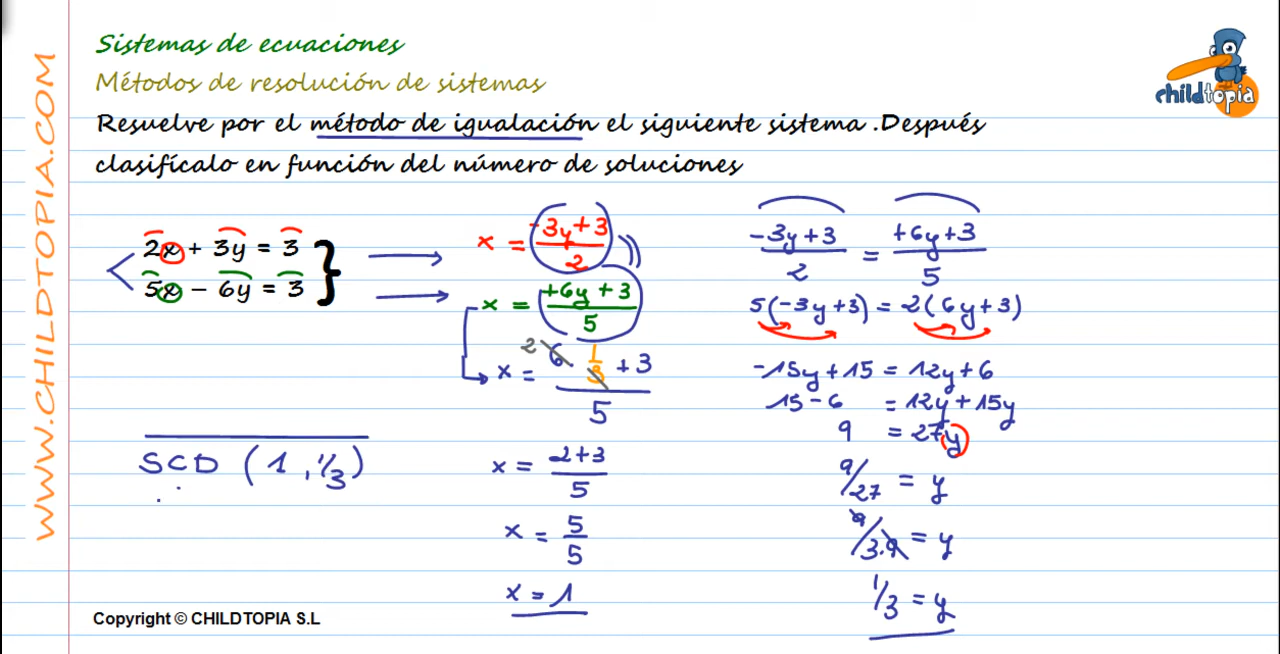 Sistemas de ecuaciones
Métodos de resolución de sistemas
Resuelve por el método de igualación el siguiente sistema .Después
clasifícalo en función del número de soluciones
childtopia
WWW.CHILDTOPIA.COM
2x + 3y = 3
5x - 6y = 3
x = (-3y+3)/2
x = (+6y+3)/5
x = (6 1/3 + 3)/5
2
x = (2+3)/5
x = 5/5
x = 1
(-3y+3)/2 = (+6y+3)/5
5(-3y+3) = 2(6y+3)
-15y+15 = 12y+6
15-6 = 12y+15y
9 = 27y
9/27 = y
9/3.9 = y
1/3 = y
SCD (1, 1/3)
Copyright © CHILDTOPIA S.L